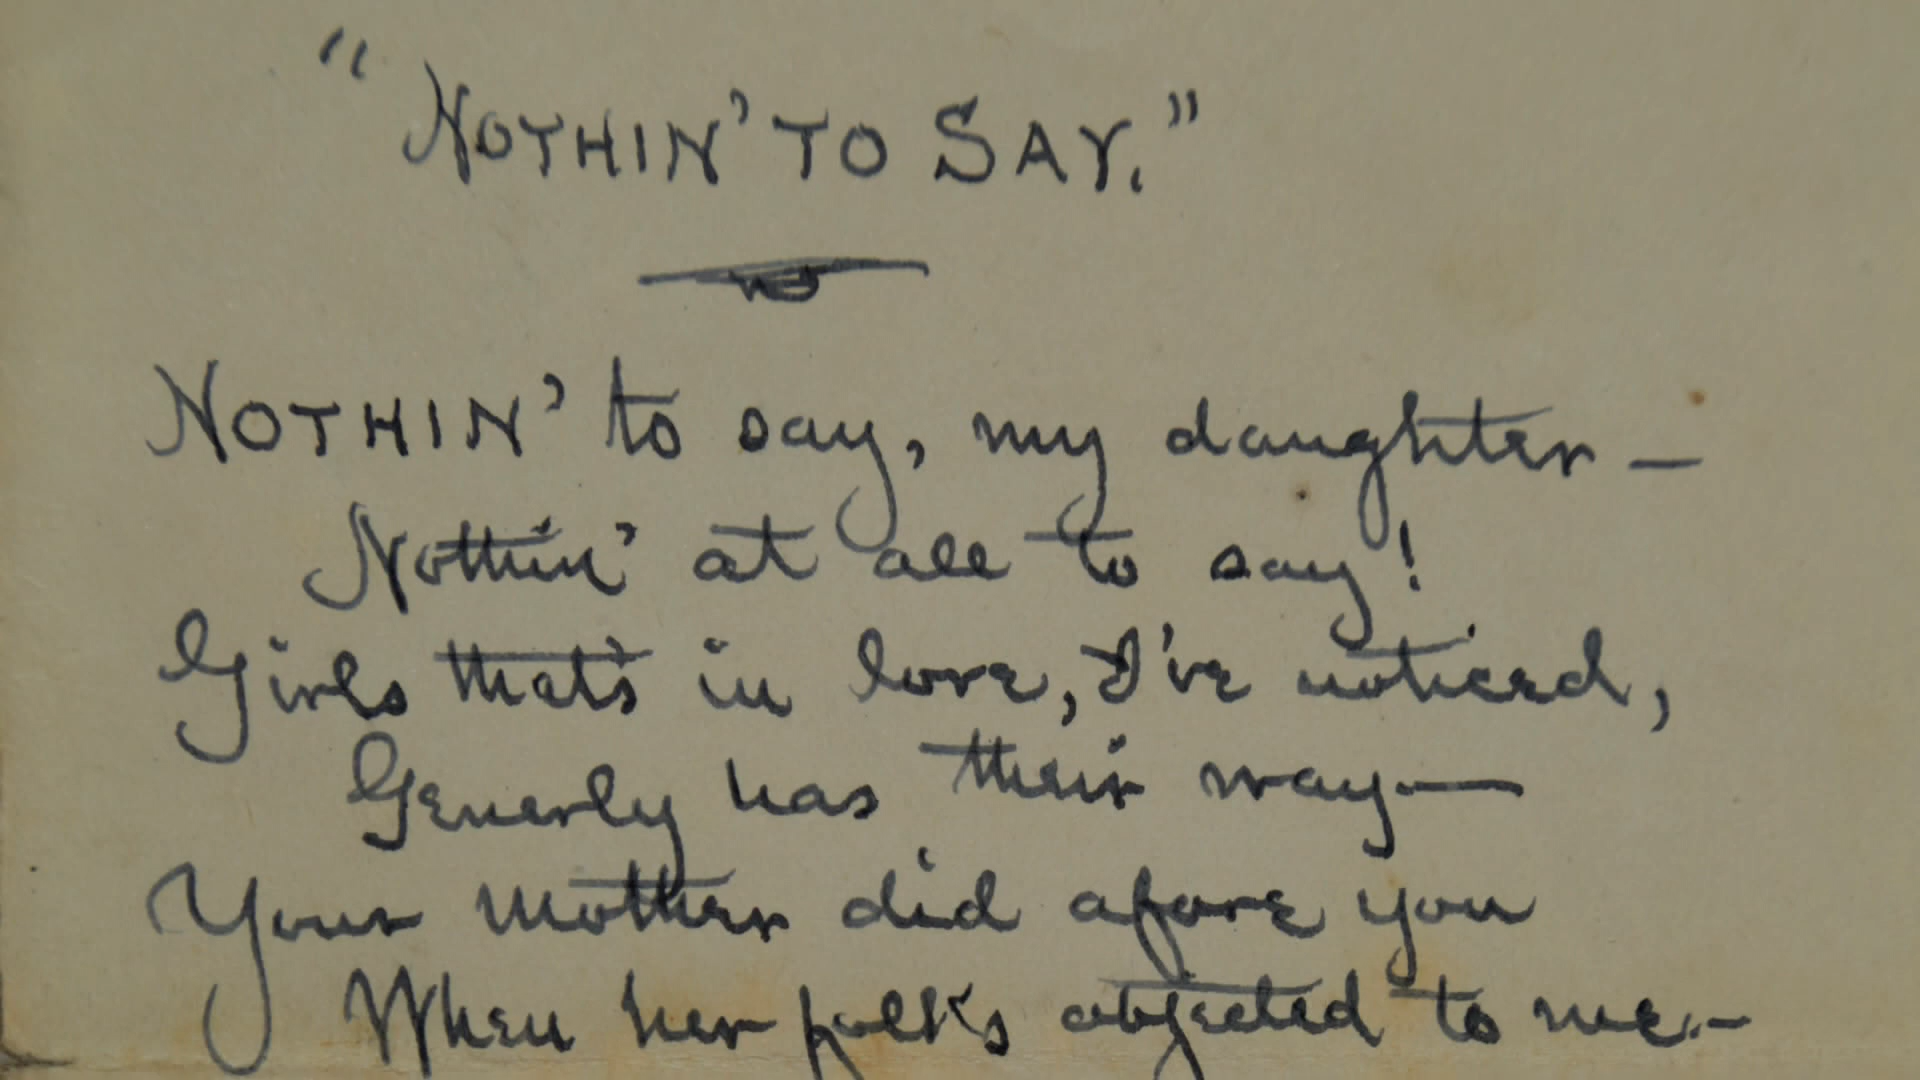 "NOTHIN' TO SAY."
NOTHIN' to say, my daughter—
Nothin' at all to say!
Girls that's in love, I've noticed,
Generly has their way—
Your mother did afore you
When her folks objected to me.—